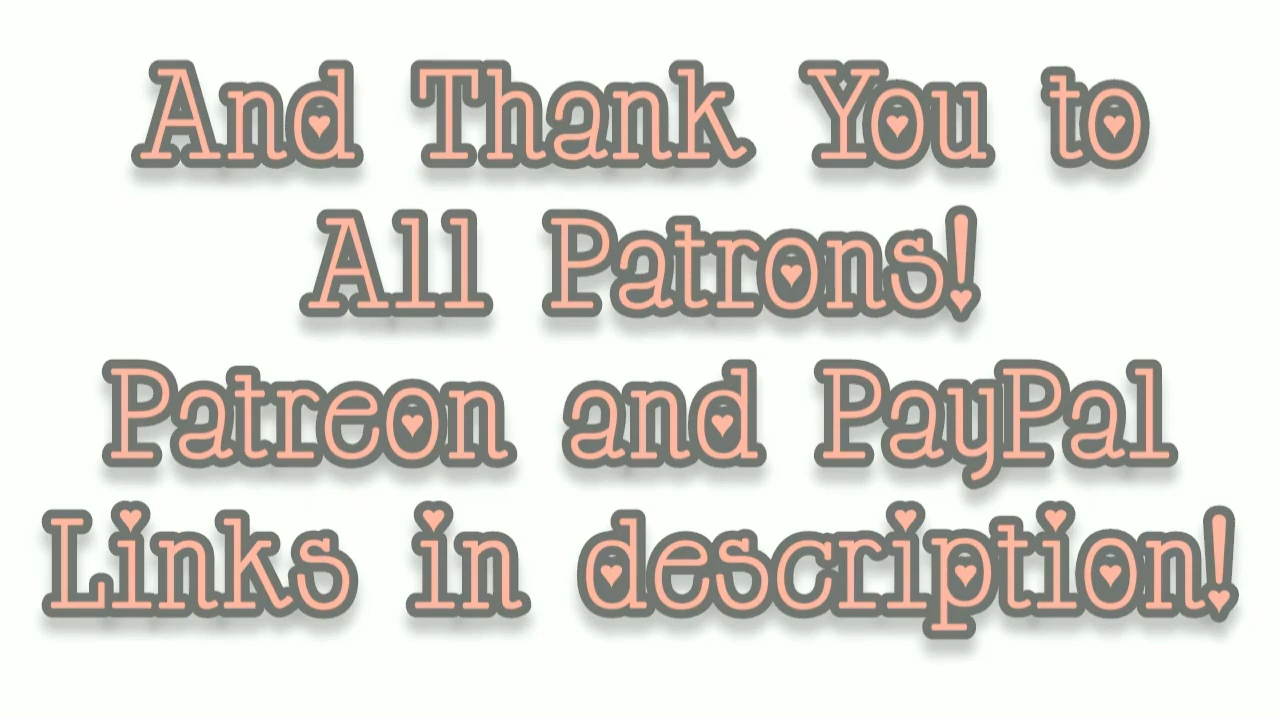 And Thank You to
All Patrons!
Patreon and PayPal
Links in description!